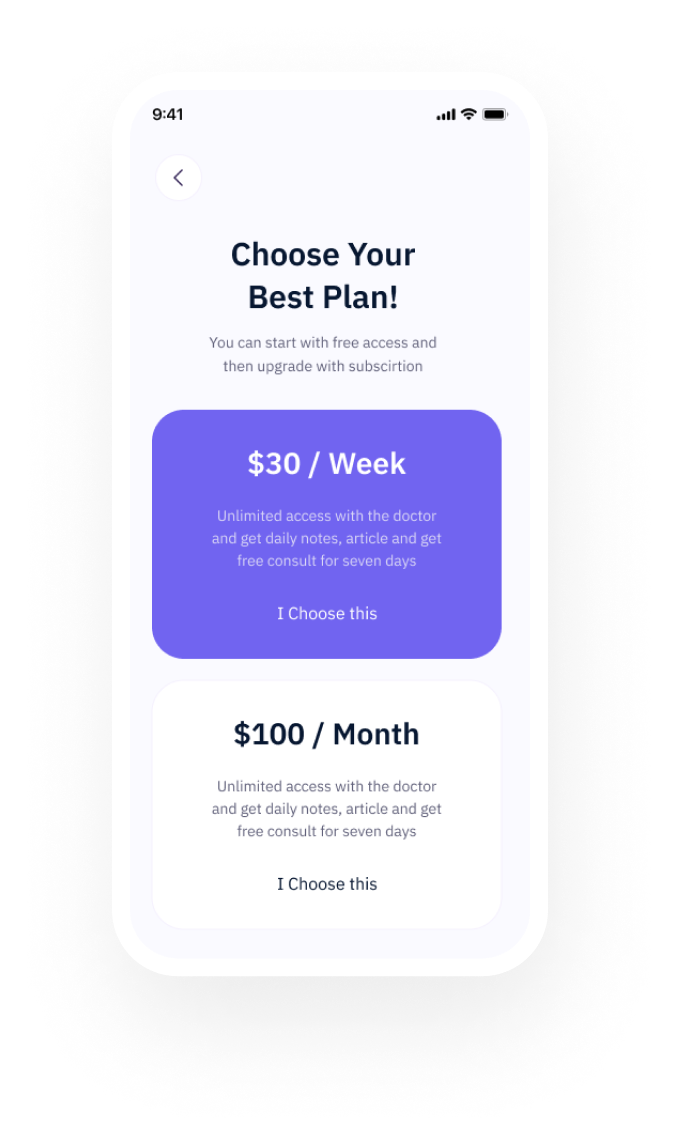 9:41
Choose Your
Best Plan!
You can start with free access and
then upgrade with subscirtion
$30 / Week
Unlimited access with the doctor
and get daily notes, article and get
free consult for seven days
I Choose this
$100 / Month
Unlimited access with the doctor
and get daily notes, article and get
free consult for seven days
I Choose this